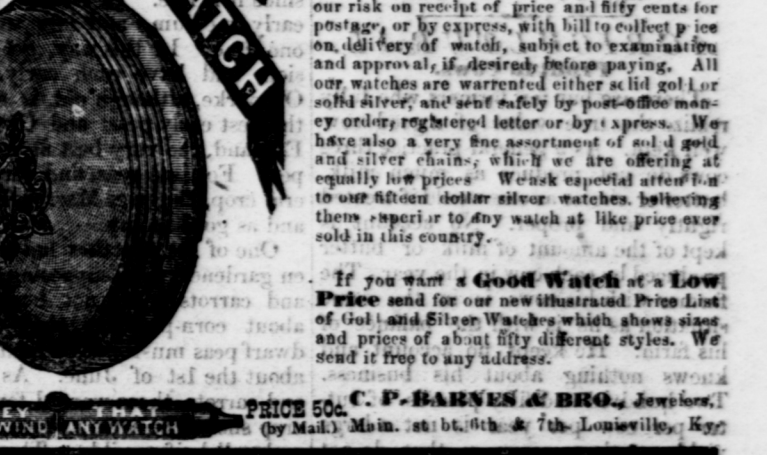 our risk on receipt of price and fifty cents for
postage, or by express, with bill to collect price
on delivery of watch, subject to examination
and approval, if desired, before paying. All
our watches are warrented either solid gold or
solid silver, and sent safely by post-office mon-
ey order, registered letter or by express. We
have also a very fine assortment of solid gold
and silver chains, which we are offering at
equally low prices We ask especial attention
to our fifteen dollar silver watches, believing
them superior to any watch at like price ever
sold in this country.
If you want a Good Watch at a Low
Price send for our new illustrated Price List
of Gold and Silver Watches which shows sizes
and prices of about fifty different styles. We
send it free to any address.
C. P. BARNES & BRO., Jewelers,
Main. st bt. 6th & 7th Louisville, Ky.
ATCH
EY THAT
WIND ANY WATCH
PRICE 50c.
(by Mail.)